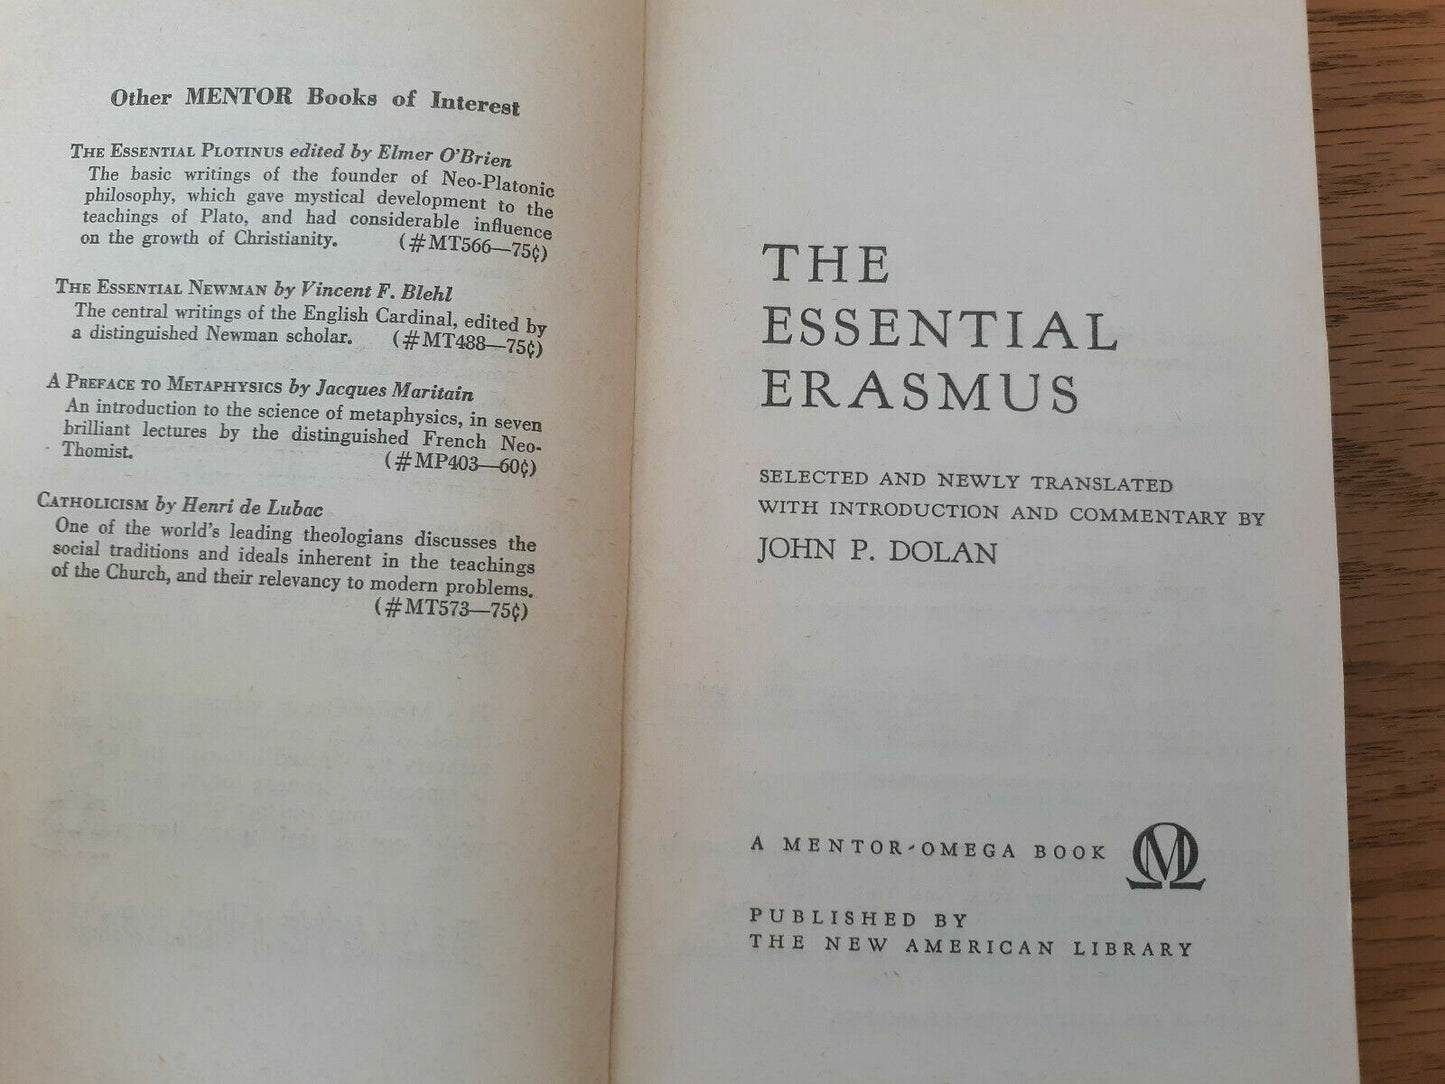 Other MENTOR Books of Interest
THE ESSENTIAL PLOTINUS edited by Elmer O'Brien
The basic writings of the founder of Neo-Platonic
philosophy, which gave mystical development to the
teachings of Plato, and had considerable influence
on the growth of Christianity. (#MT566—75¢)
THE ESSENTIAL NEWMAN by Vincent F. Blehl
The central writings of the English Cardinal, edited by
a distinguished Newman scholar. (#MT488—75¢)
A PREFACE TO METAPHYSICS by Jacques Maritain
An introduction to the science of metaphysics, in seven
brilliant lectures by the distinguished French Neo-
Thomist. (#MP403—60¢)
CATHOLICISM by Henri de Lubac
One of the world's leading theologians discusses the
social traditions and ideals inherent in the teachings
of the Church, and their relevancy to modern problems.
(#MT573—75¢)
THE
ESSENTIAL
ERASMUS
SELECTED AND NEWLY TRANSLATED
WITH INTRODUCTION AND COMMENTARY BY
JOHN P. DOLAN
A MENTOR-OMEGA BOOK
PUBLISHED BY
THE NEW AMERICAN LIBRARY